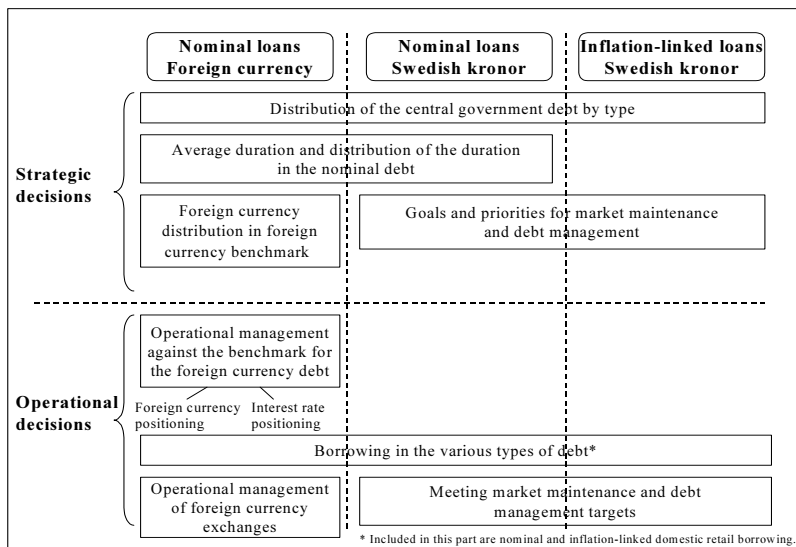 Nominal loans
Foreign currency
Nominal loans
Swedish kronor
Inflation-linked loans
Swedish kronor
Strategic
decisions
Distribution of the central government debt by type
Average duration and distribution of the duration
in the nominal debt
Foreign currency
distribution in foreign
currency benchmark
Goals and priorities for market maintenance
and debt management
Operational
decisions
Operational management
against the benchmark for
the foreign currency debt
Foreign currency
positioning
Interest rate
positioning
Borrowing in the various types of debt*
Operational management
of foreign currency
exchanges
Meeting market maintenance and debt
management targets
* Included in this part are nominal and inflation-linked domestic retail borrowing.